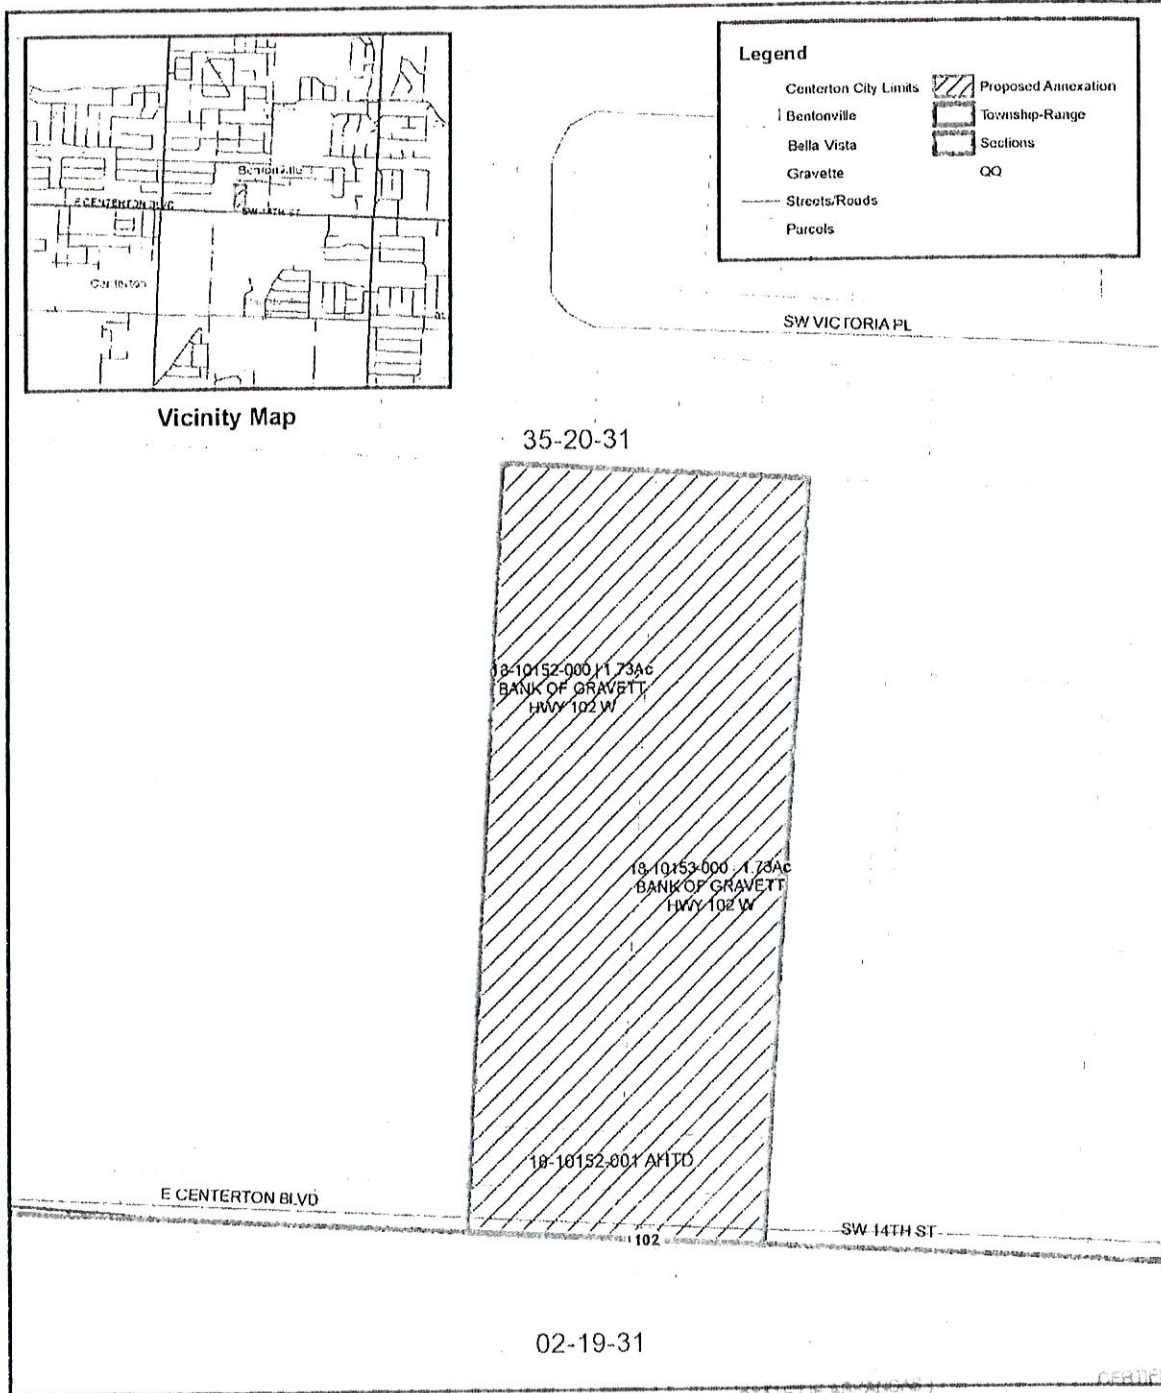 Legend
Centerton City Limits
Bentonville
Bella Vista
Gravette
Streets/Roads
Parcels
Proposed Annexation
Township-Range
Sections
QQ
Bentonville
E CENTERTON BLVD
SW 14TH ST
Centerton
Vicinity Map
SW VICTORIA PL
35-20-31
18-10152-000 | 1.73Ac
BANK OF GRAVETT
HWY 102 W
18-10153-000 | 1.73Ac
BANK OF GRAVETT
HWY 102 W
18-10152-001 AHTD
E CENTERTON BLVD
SW 14TH ST
102
02-19-31